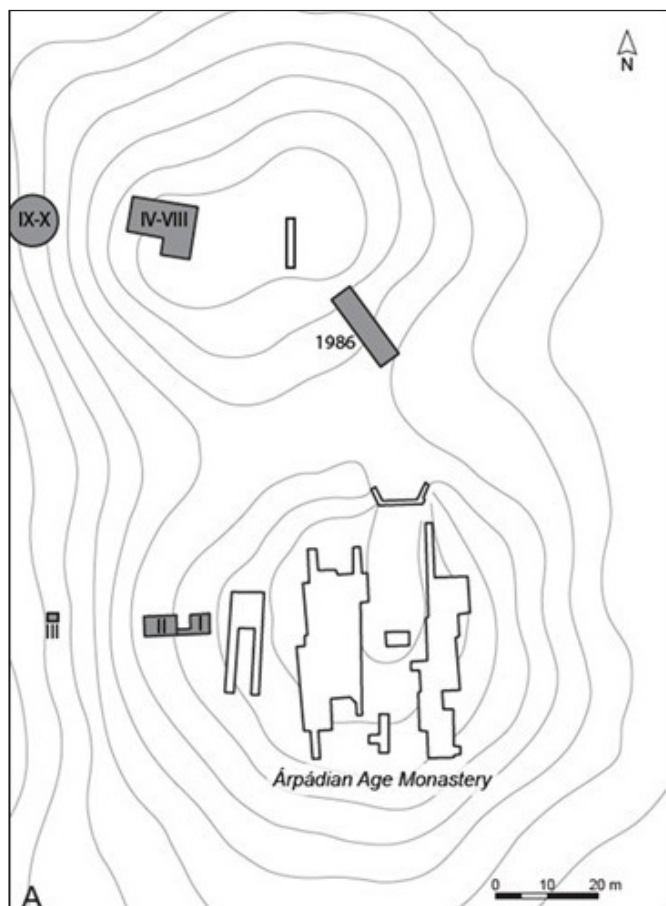 N
IX-X
IV-VIII
1986
III
II
I
Árpádian Age Monastery
A
0 10 20 m